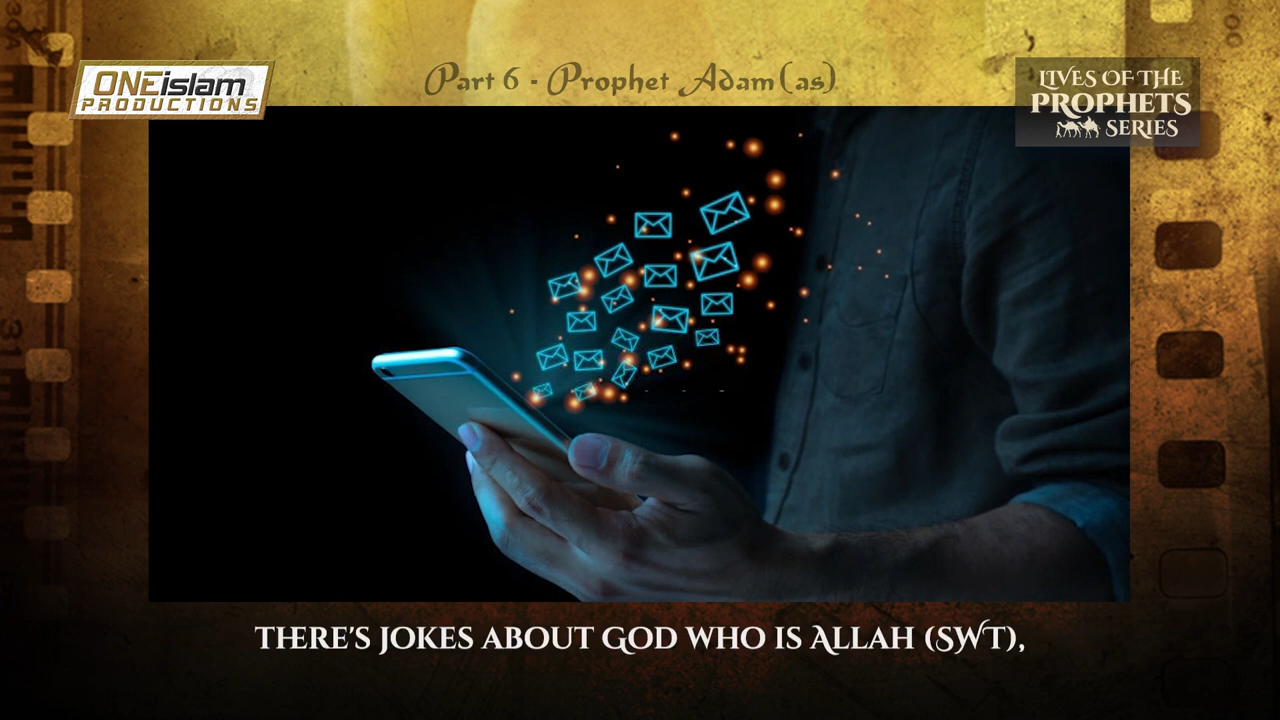 ONEislam
PRODUCTIONS
Part 6 - Prophet Adam (as)
LIVES OF THE
PROPHETS
SERIES
THERE'S JOKES ABOUT GOD WHO IS ALLAH (SWT),